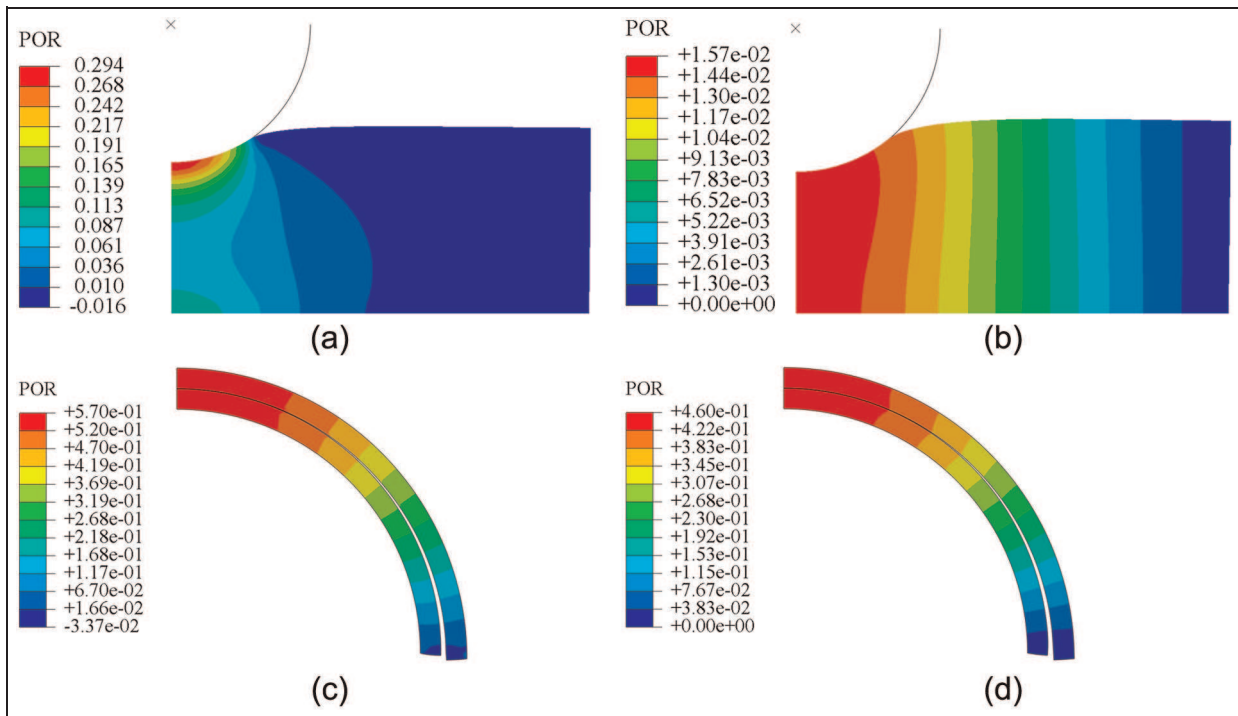 POR
0.294
0.268
0.242
0.217
0.191
0.165
0.139
0.113
0.087
0.061
0.036
0.010
-0.016
(a)
POR
+1.57e-02
+1.44e-02
+1.30e-02
+1.17e-02
+1.04e-02
+9.13e-03
+7.83e-03
+6.52e-03
+5.22e-03
+3.91e-03
+2.61e-03
+1.30e-03
+0.00e+00
(b)
POR
+5.70e-01
+5.20e-01
+4.70e-01
+4.19e-01
+3.69e-01
+3.19e-01
+2.68e-01
+2.18e-01
+1.68e-01
+1.17e-01
+6.70e-02
+1.66e-02
-3.37e-02
(c)
POR
+4.60e-01
+4.22e-01
+3.83e-01
+3.45e-01
+3.07e-01
+2.68e-01
+2.30e-01
+1.92e-01
+1.53e-01
+1.15e-01
+7.67e-02
+3.83e-02
+0.00e+00
(d)